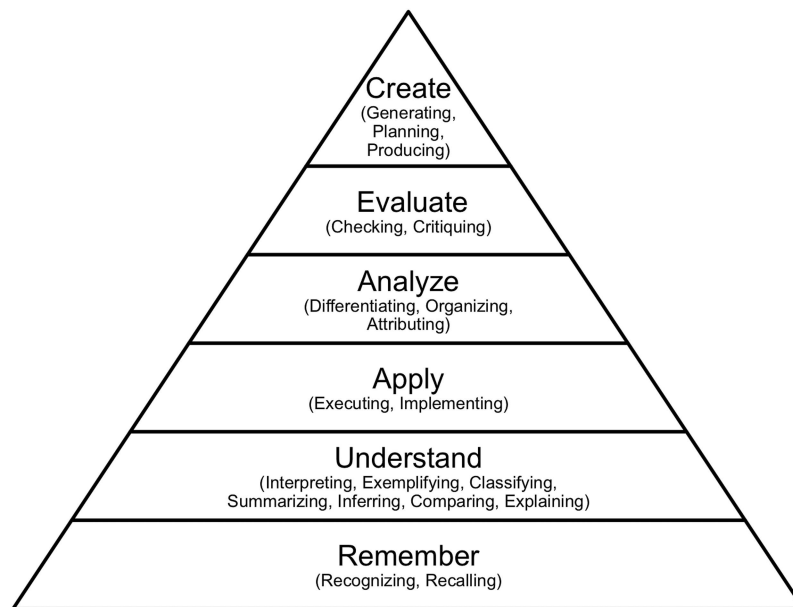 Create
(Generating,
Planning,
Producing)
Evaluate
(Checking, Critiquing)
Analyze
(Differentiating, Organizing,
Attributing)
Apply
(Executing, Implementing)
Understand
(Interpreting, Exemplifying, Classifying,
Summarizing, Inferring, Comparing, Explaining)
Remember
(Recognizing, Recalling)